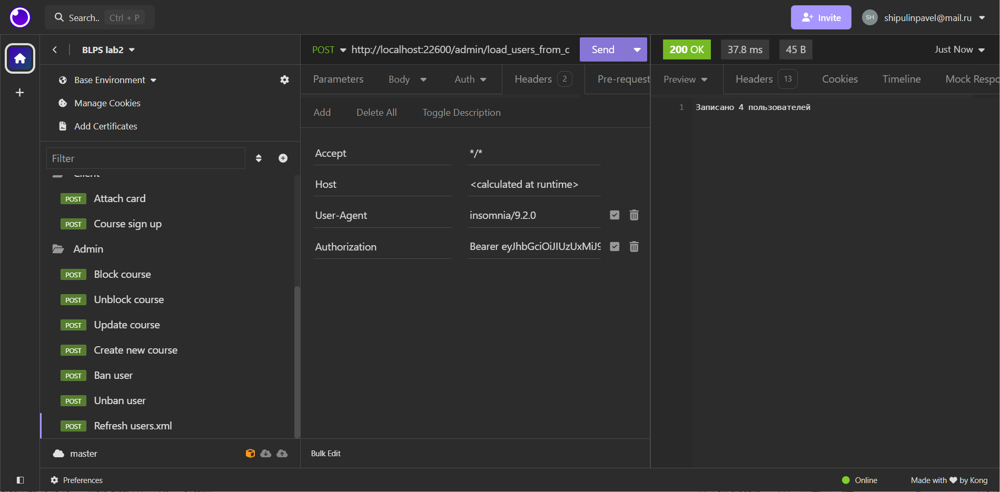 Search..
Ctrl + P
Invite
SH
shipulinpavel@mail.ru
BLPS lab2
Base Environment
Manage Cookies
Add Certificates
Filter
Client
POST Attach card
POST Course sign up
Admin
POST Block course
POST Unblock course
POST Update course
POST Create new course
POST Ban user
POST Unban user
POST Refresh users.xml
master
Preferences
POST http://localhost:22600/admin/load_users_from_c
Send
Parameters Body Auth Headers 2 Pre-request
Add Delete All Toggle Description
Accept */*
Host <calculated at runtime>
User-Agent insomnia/9.2.0
Authorization Bearer eyJhbGciOiJIUzUxMiJ9
Bulk Edit
200 OK 37.8 ms 45 B Just Now
Preview Headers 13 Cookies Timeline Mock Respo
1 Записано 4 пользователей
Online
Made with by Kong